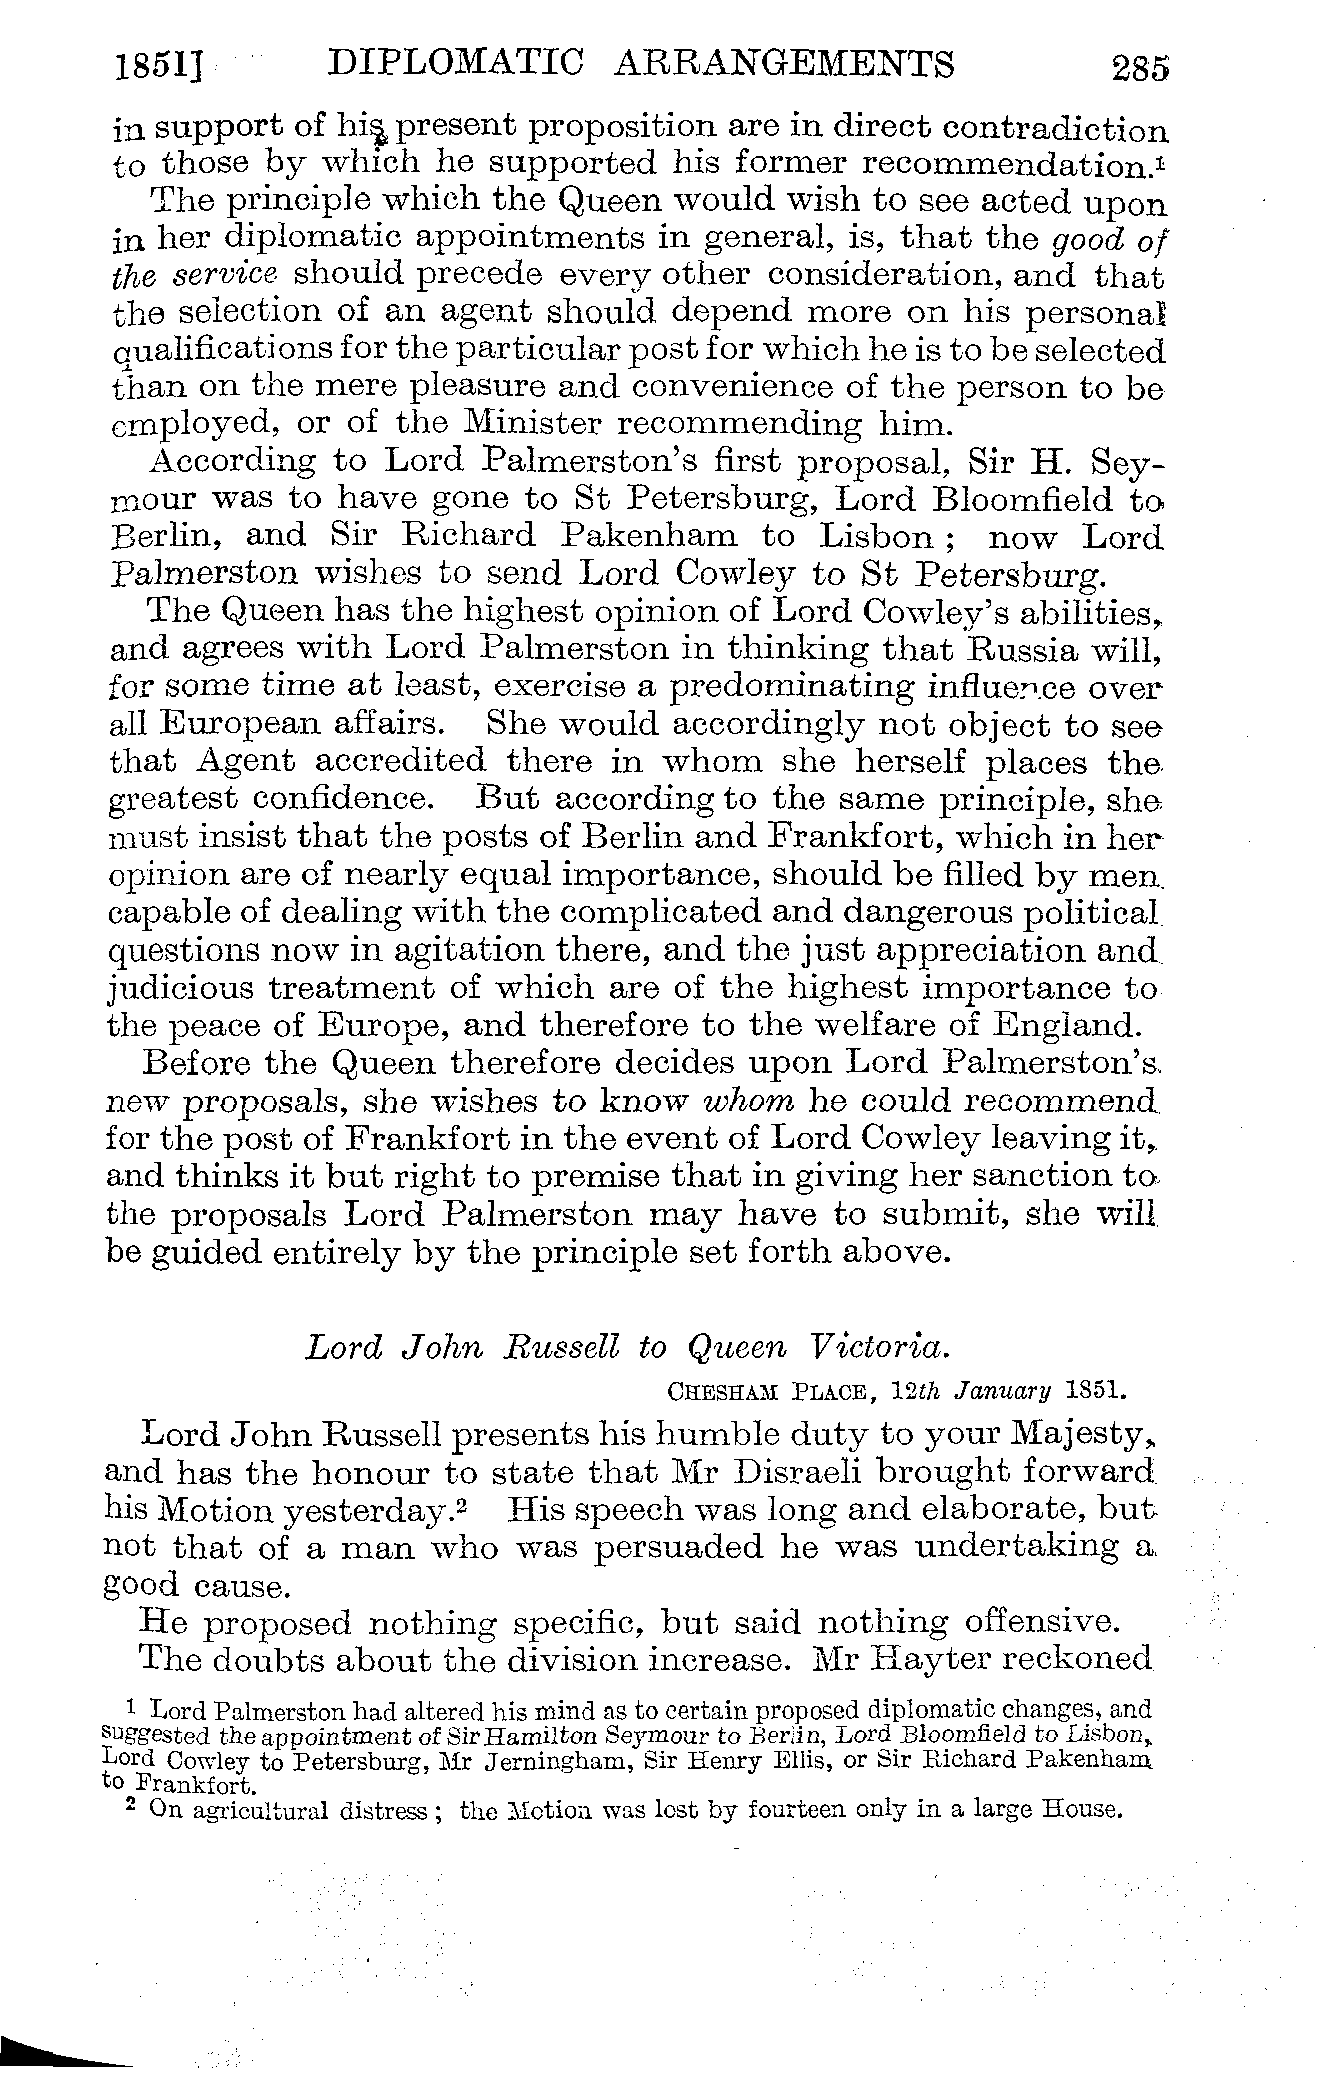 1851] DIPLOMATIC ARRANGEMENTS 285
in support of his present proposition are in direct contradiction
to those by which he supported his former recommendation.¹
The principle which the Queen would wish to see acted upon
in her diplomatic appointments in general, is, that the good of
the service should precede every other consideration, and that
the selection of an agent should depend more on his personal
qualifications for the particular post for which he is to be selected
than on the mere pleasure and convenience of the person to be
employed, or of the Minister recommending him.
According to Lord Palmerston's first proposal, Sir H. Sey-
mour was to have gone to St Petersburg, Lord Bloomfield to
Berlin, and Sir Richard Pakenham to Lisbon ; now Lord
Palmerston wishes to send Lord Cowley to St Petersburg.
The Queen has the highest opinion of Lord Cowley's abilities,
and agrees with Lord Palmerston in thinking that Russia will,
for some time at least, exercise a predominating influence over
all European affairs. She would accordingly not object to see
that Agent accredited there in whom she herself places the
greatest confidence. But according to the same principle, she
must insist that the posts of Berlin and Frankfort, which in her
opinion are of nearly equal importance, should be filled by men
capable of dealing with the complicated and dangerous political
questions now in agitation there, and the just appreciation and
judicious treatment of which are of the highest importance to
the peace of Europe, and therefore to the welfare of England.
Before the Queen therefore decides upon Lord Palmerston's
new proposals, she wishes to know whom he could recommend
for the post of Frankfort in the event of Lord Cowley leaving it,
and thinks it but right to premise that in giving her sanction to
the proposals Lord Palmerston may have to submit, she will
be guided entirely by the principle set forth above.
Lord John Russell to Queen Victoria.
CHESHAM PLACE, 12th January 1851.
Lord John Russell presents his humble duty to your Majesty,
and has the honour to state that Mr Disraeli brought forward
his Motion yesterday.² His speech was long and elaborate, but
not that of a man who was persuaded he was undertaking a
good cause.
He proposed nothing specific, but said nothing offensive.
The doubts about the division increase. Mr Hayter reckoned
1 Lord Palmerston had altered his mind as to certain proposed diplomatic changes, and
suggested the appointment of Sir Hamilton Seymour to Berlin, Lord Bloomfield to Lisbon,
Lord Cowley to Petersburg, Mr Jerningham, Sir Henry Ellis, or Sir Richard Pakenham
to Frankfort.
2 On agricultural distress ; the Motion was lost by fourteen only in a large House.